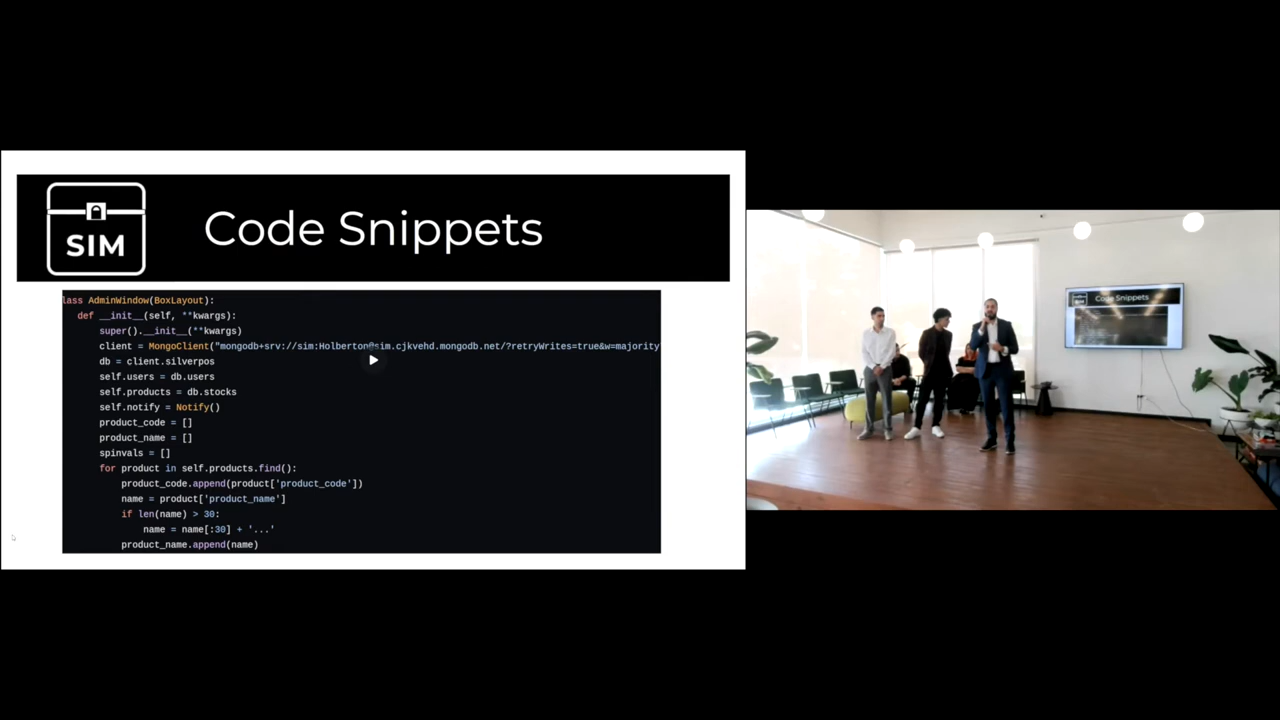 SIM
Code Snippets
lass AdminWindow(BoxLayout):
def __init__(self, **kwargs):
super().__init__(**kwargs)
client = MongoClient("mongodb+srv://sim:Holberton@sim.cjkvehd.mongodb.net/?retryWrites=true&w=majority
db = client.silverpos
self.users = db.users
self.products = db.stocks
self.notify = Notify()
product_code = []
product_name = []
spinvals = []
for product in self.products.find():
product_code.append(product['product_code'])
name = product['product_name']
if len(name) > 30:
name = name[:30] + '...'
product_name.append(name)
SIM
Code Snippets